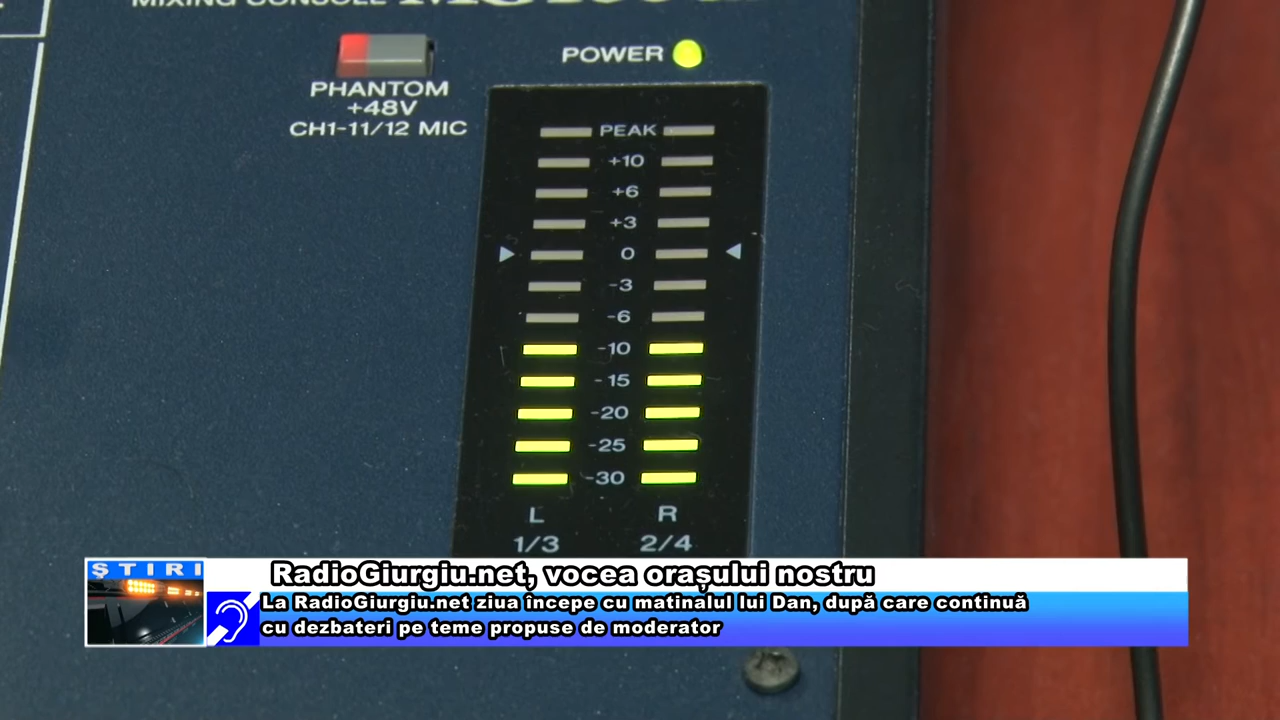 MIXING CONSOLE
POWER
PHANTOM
+48V
CH1-11/12 MIC
PEAK
+10
+6
+3
0
-3
-6
-10
-15
-20
-25
-30
L R
1/3 2/4
ŞTIRI
RadioGiurgiu.net, vocea orașului nostru
La RadioGiurgiu.net ziua începe cu matinalul lui Dan, după care continuă
cu dezbateri pe teme propuse de moderator